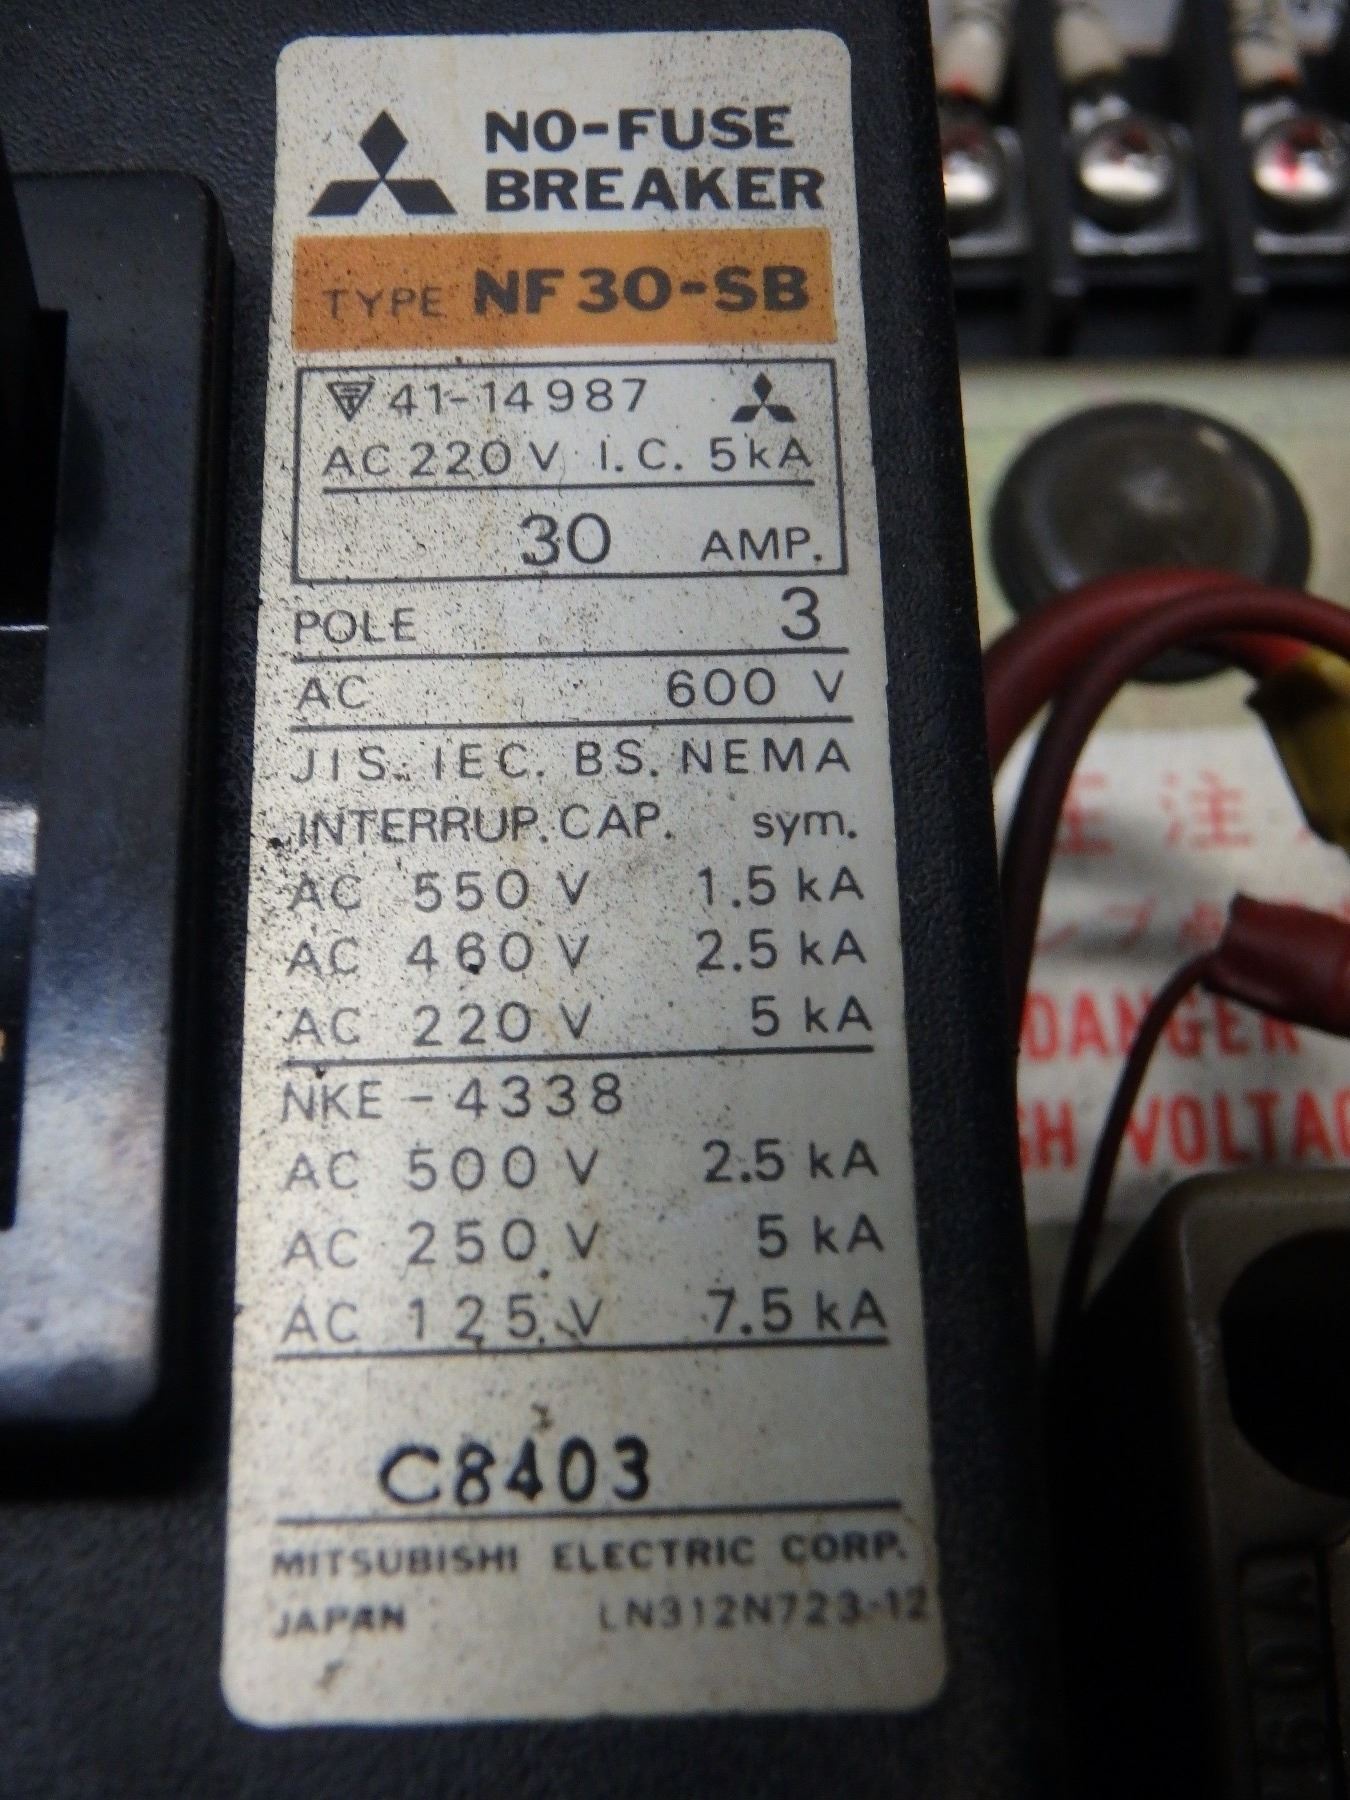 NO-FUSE
BREAKER
TYPE NF30-SB
41-14987
AC 220 V I.C. 5kA
30 AMP.
POLE 3
AC 600 V
JIS. IEC. BS. NEMA
INTERRUP. CAP. sym.
AC 550 V 1.5 kA
AC 460 V 2.5 kA
AC 220 V 5 kA
NKE-4338
AC 500 V 2.5 kA
AC 250 V 5 kA
AC 125 V 7.5 kA
C8403
MITSUBISHI ELECTRIC CORP.
JAPAN LN312N723-12
注
DANGER
GH VOLTAG